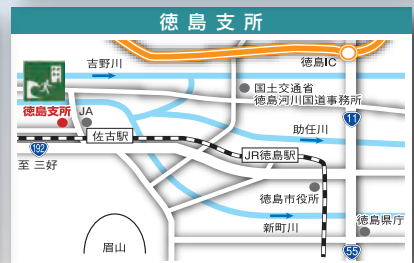 徳島支所
吉野川
徳島IC
国土交通省
徳島河川国道事務所
徳島支所
JA
11
佐古駅
助任川
192
至 三好
JR徳島駅
徳島市役所
徳島県庁
新町川
眉山
55